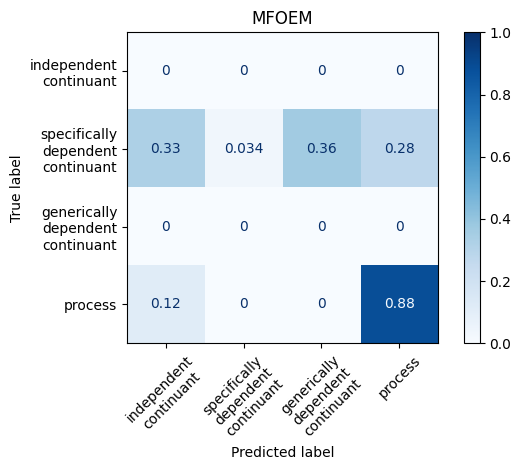 MFOEM
True label
independent
continuant
0 0 0 0
specifically
dependent
continuant
0.33 0.034 0.36 0.28
generically
dependent
continuant
0 0 0 0
process
0.12 0 0 0.88
independent
continuant
specifically
dependent
continuant
generically
dependent
continuant
process
Predicted label
1.0
0.8
0.6
0.4
0.2
0.0